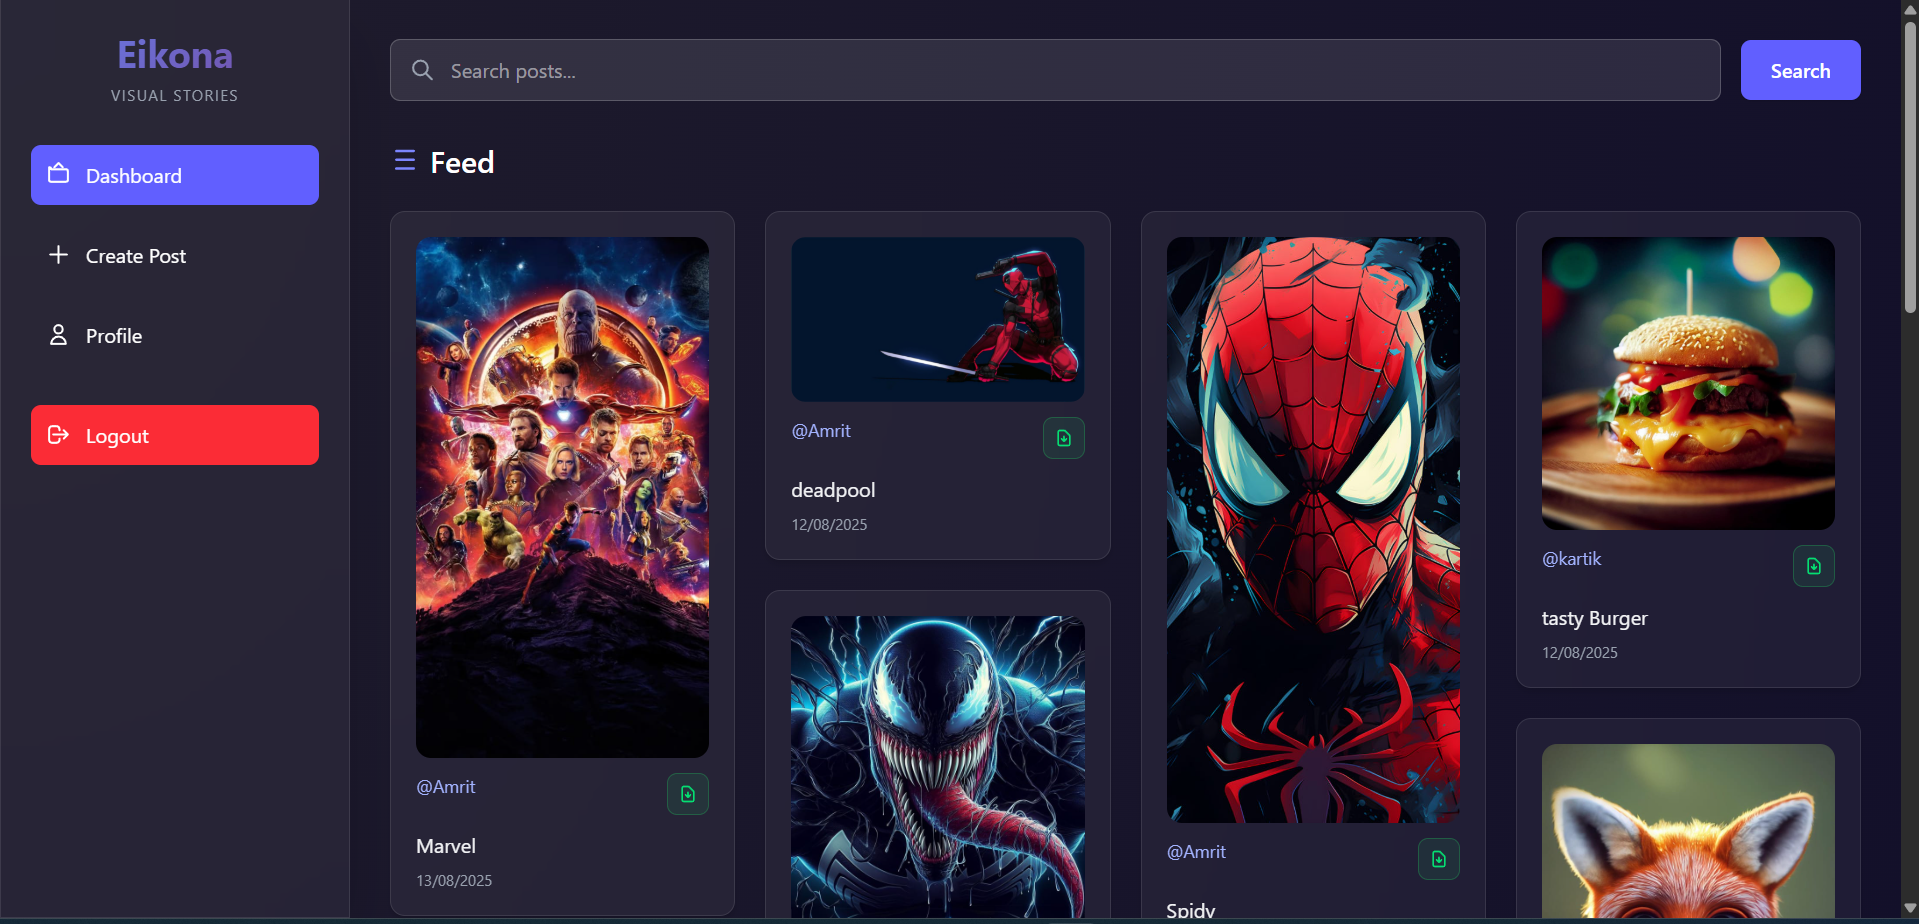 Eikona
VISUAL STORIES
Dashboard
Create Post
Profile
Logout
Search posts...
Search
Feed
@Amrit
Marvel
13/08/2025
@Amrit
deadpool
12/08/2025
@Amrit
Spidy
@kartik
tasty Burger
12/08/2025